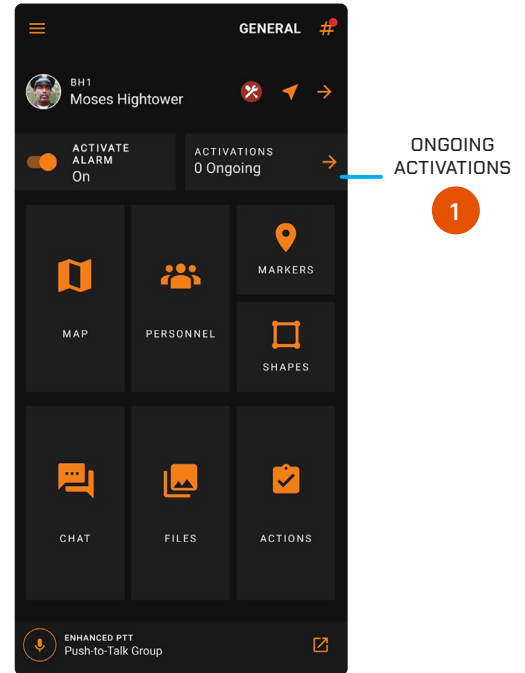 GENERAL #
BH1
Moses Hightower
ACTIVATE
ALARM
On
ACTIVATIONS
0 Ongoing
ONGOING
ACTIVATIONS
1
MAP
PERSONNEL
MARKERS
SHAPES
CHAT
FILES
ACTIONS
ENHANCED PTT
Push-to-Talk Group